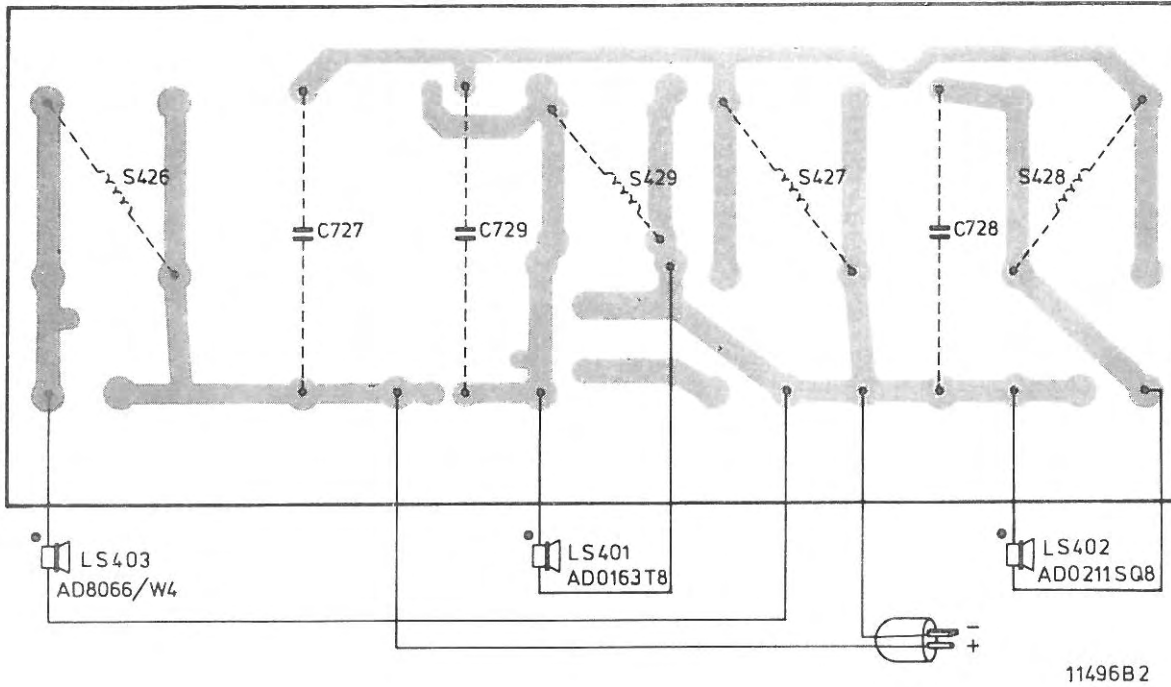 S426
C727
C729
S429
S427
C728
S428
LS403
AD8066/W4
LS401
AD0163T8
LS402
AD0211SQ8
-
+
11496B2